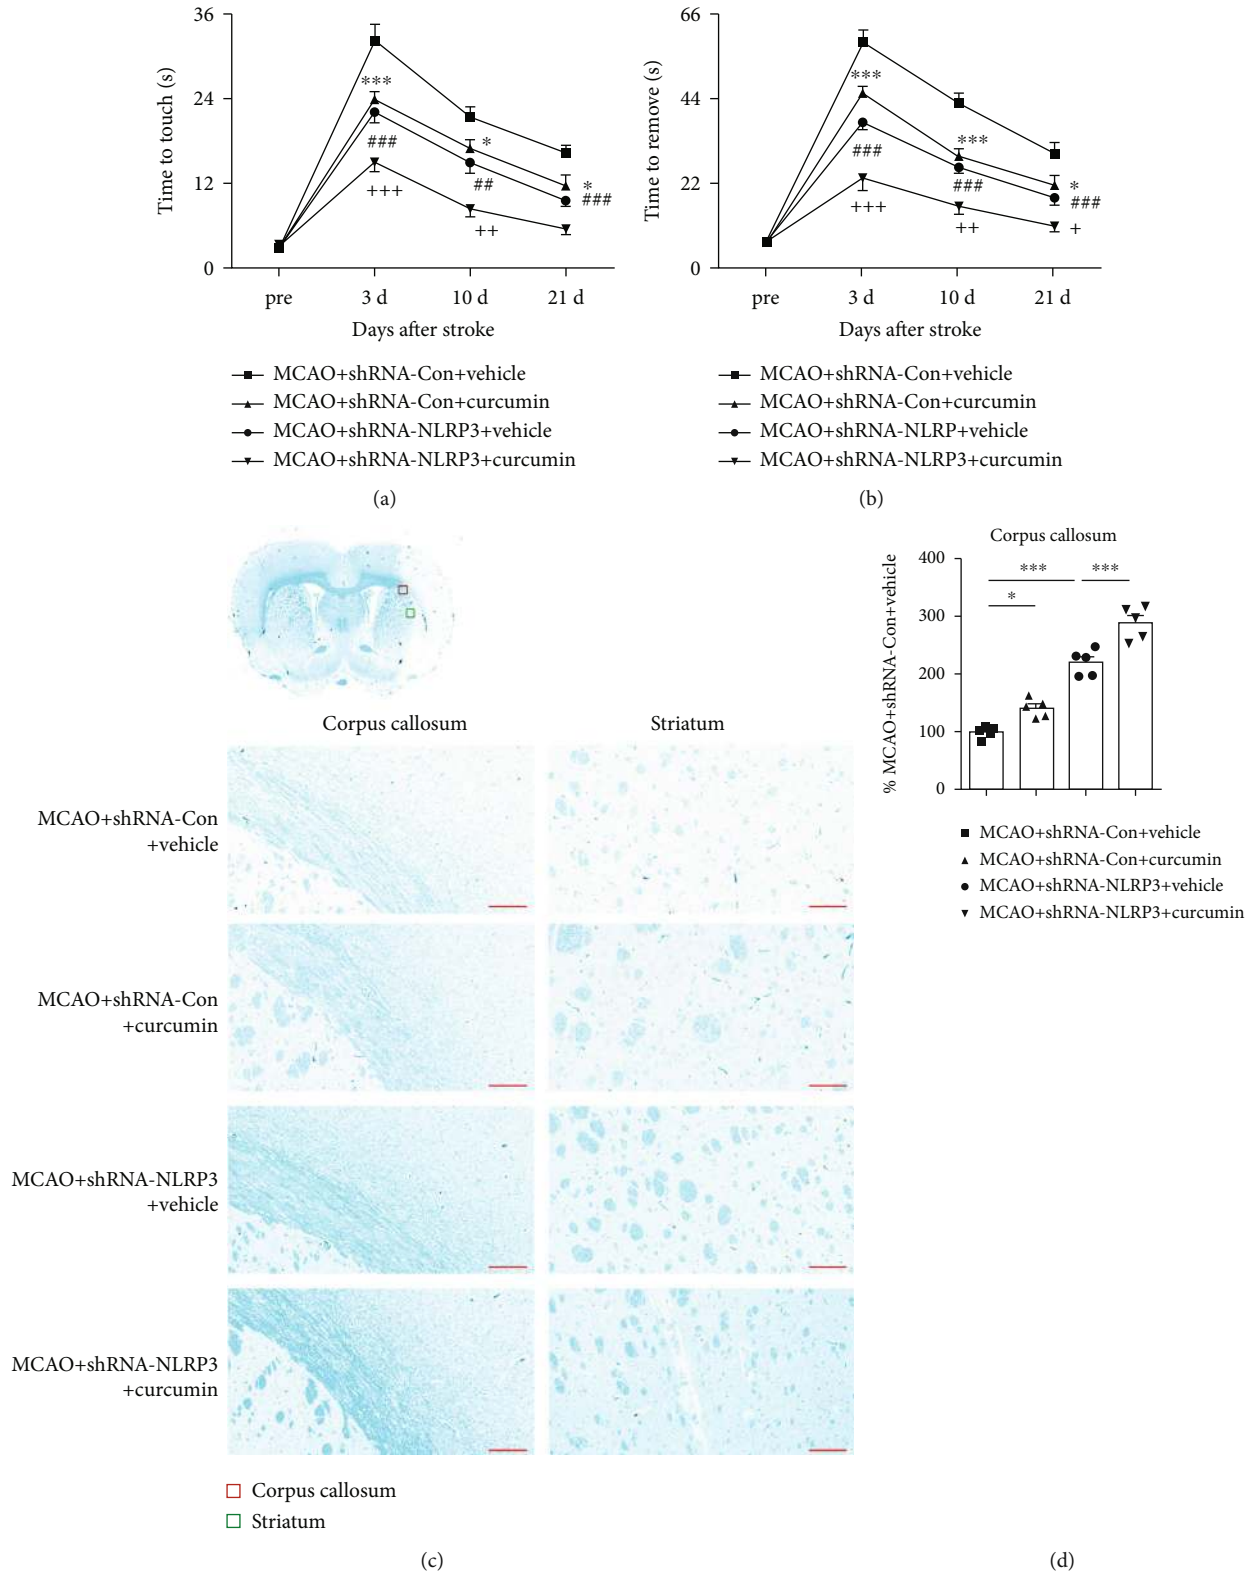 36
24
12
0
Time to touch (s)
***
###
+++
*
##
++
*
###
pre
3 d
10 d
21 d
Days after stroke
MCAO+shRNA-Con+vehicle
MCAO+shRNA-Con+curcumin
MCAO+shRNA-NLRP3+vehicle
MCAO+shRNA-NLRP3+curcumin
(a)
66
44
22
0
Time to remove (s)
***
###
+++
***
###
++
*
###
+
pre
3 d
10 d
21 d
Days after stroke
MCAO+shRNA-Con+vehicle
MCAO+shRNA-Con+curcumin
MCAO+shRNA-NLRP+vehicle
MCAO+shRNA-NLRP3+curcumin
(b)
Corpus callosum
Striatum
MCAO+shRNA-Con
+vehicle
MCAO+shRNA-Con
+curcumin
MCAO+shRNA-NLRP3
+vehicle
MCAO+shRNA-NLRP3
+curcumin
Corpus callosum
Striatum
(c)
Corpus callosum
400
300
200
100
0
% MCAO+shRNA-Con+vehicle
***
***
*
MCAO+shRNA-Con+vehicle
MCAO+shRNA-Con+curcumin
MCAO+shRNA-NLRP3+vehicle
MCAO+shRNA-NLRP3+curcumin
(d)